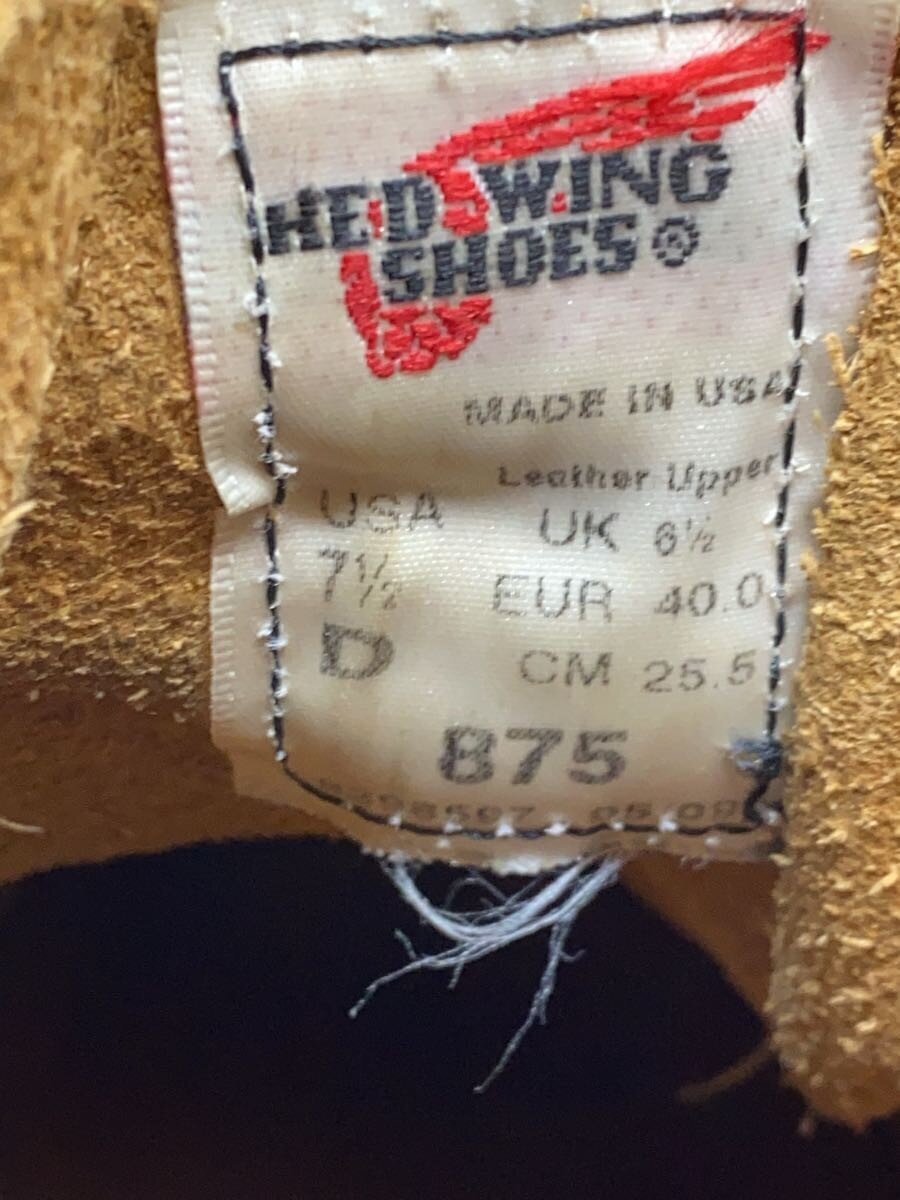 RED WING
SHOES®
MADE IN USA
Leather Upper
USA UK 6½
7½ EUR 40.0
D CM 25.5
875